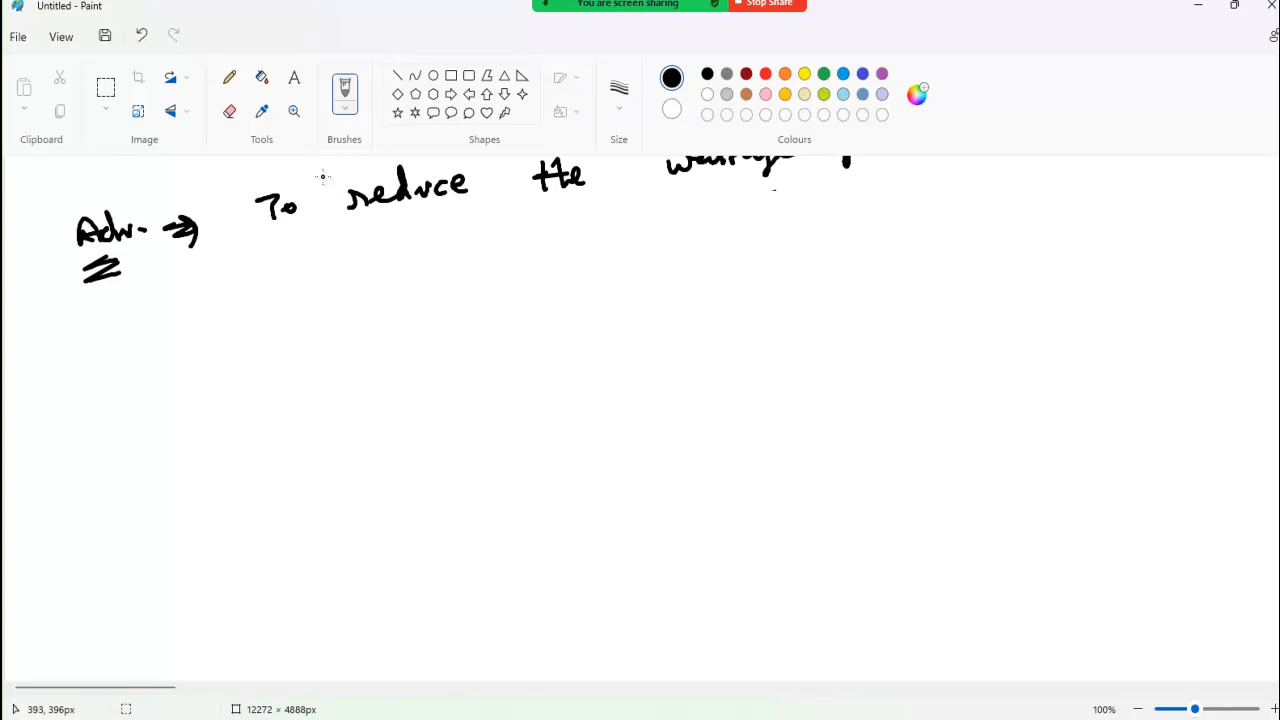 Untitled - Paint
You are screen sharing
Stop Share
File View
Clipboard
Image
Tools
Brushes
Shapes
Size
Colours
To reduce the
Adv. →
393, 396px
12272 × 4888px
100%